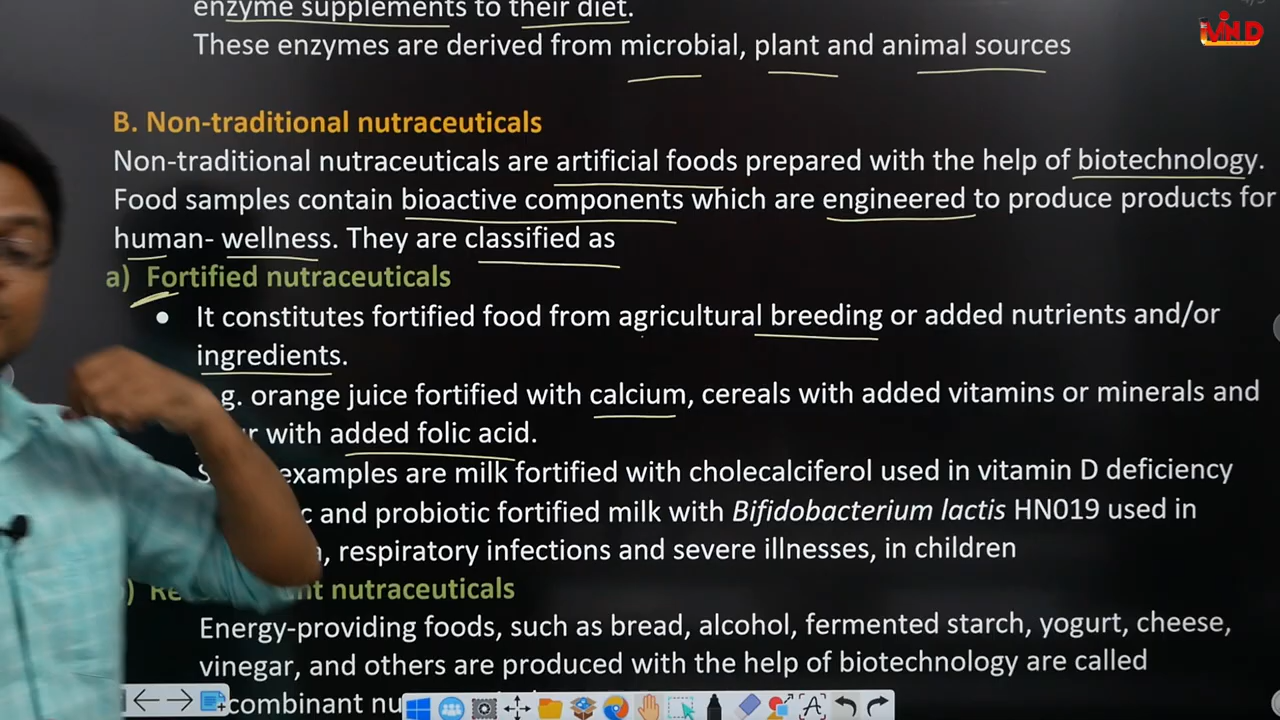 enzyme supplements to their diet.
These enzymes are derived from microbial, plant and animal sources
B. Non-traditional nutraceuticals
Non-traditional nutraceuticals are artificial foods prepared with the help of biotechnology.
Food samples contain bioactive components which are engineered to produce products for
human- wellness. They are classified as
a) Fortified nutraceuticals
It constitutes fortified food from agricultural breeding or added nutrients and/or
ingredients.
g. orange juice fortified with calcium, cereals with added vitamins or minerals and
with added folic acid.
examples are milk fortified with cholecalciferol used in vitamin D deficiency
and probiotic fortified milk with Bifidobacterium lactis HN019 used in
, respiratory infections and severe illnesses, in children
nutraceuticals
Energy-providing foods, such as bread, alcohol, fermented starch, yogurt, cheese,
vinegar, and others are produced with the help of biotechnology are called